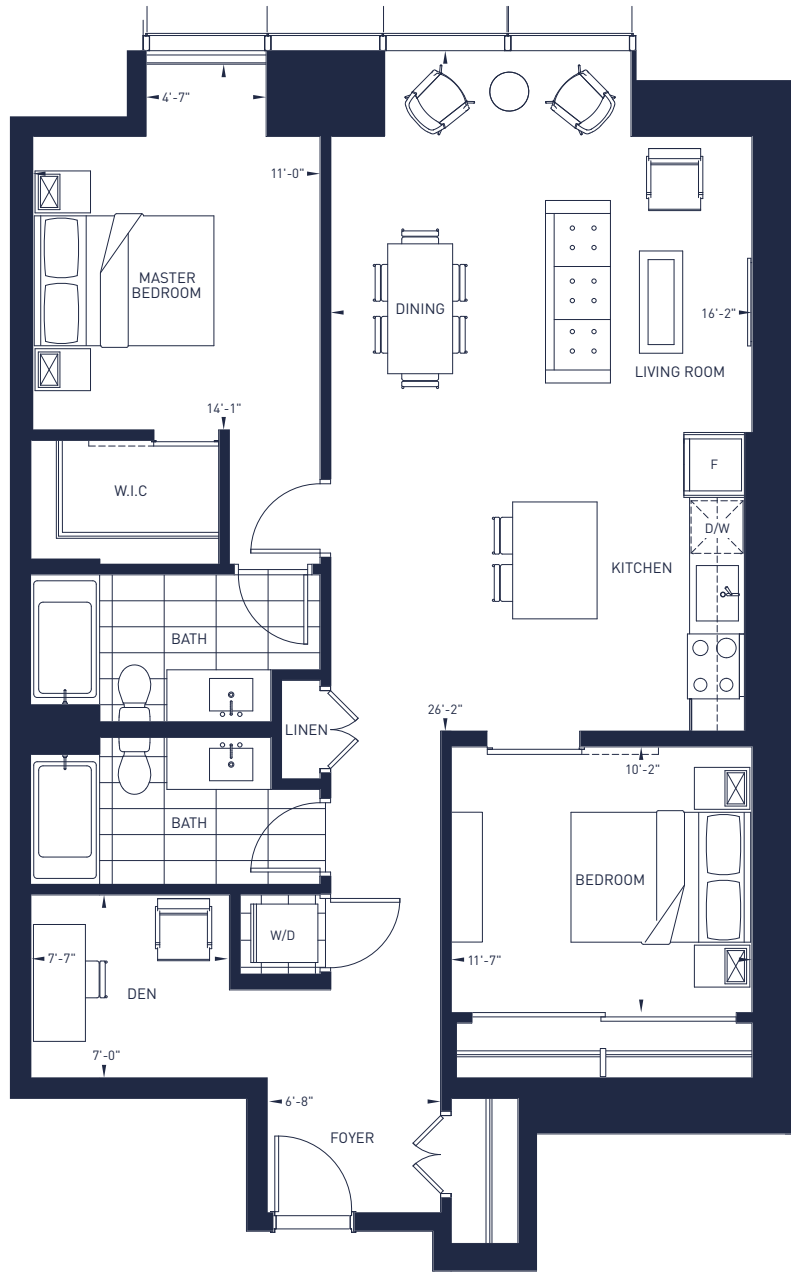 4'-7"
11'-0"
MASTER
BEDROOM
DINING
16'-2"
LIVING ROOM
14'-1"
F
W.I.C
D/W
KITCHEN
BATH
26'-2"
LINEN
10'-2"
BATH
BEDROOM
W/D
7'-7"
11'-7"
DEN
7'-0"
6'-8"
FOYER